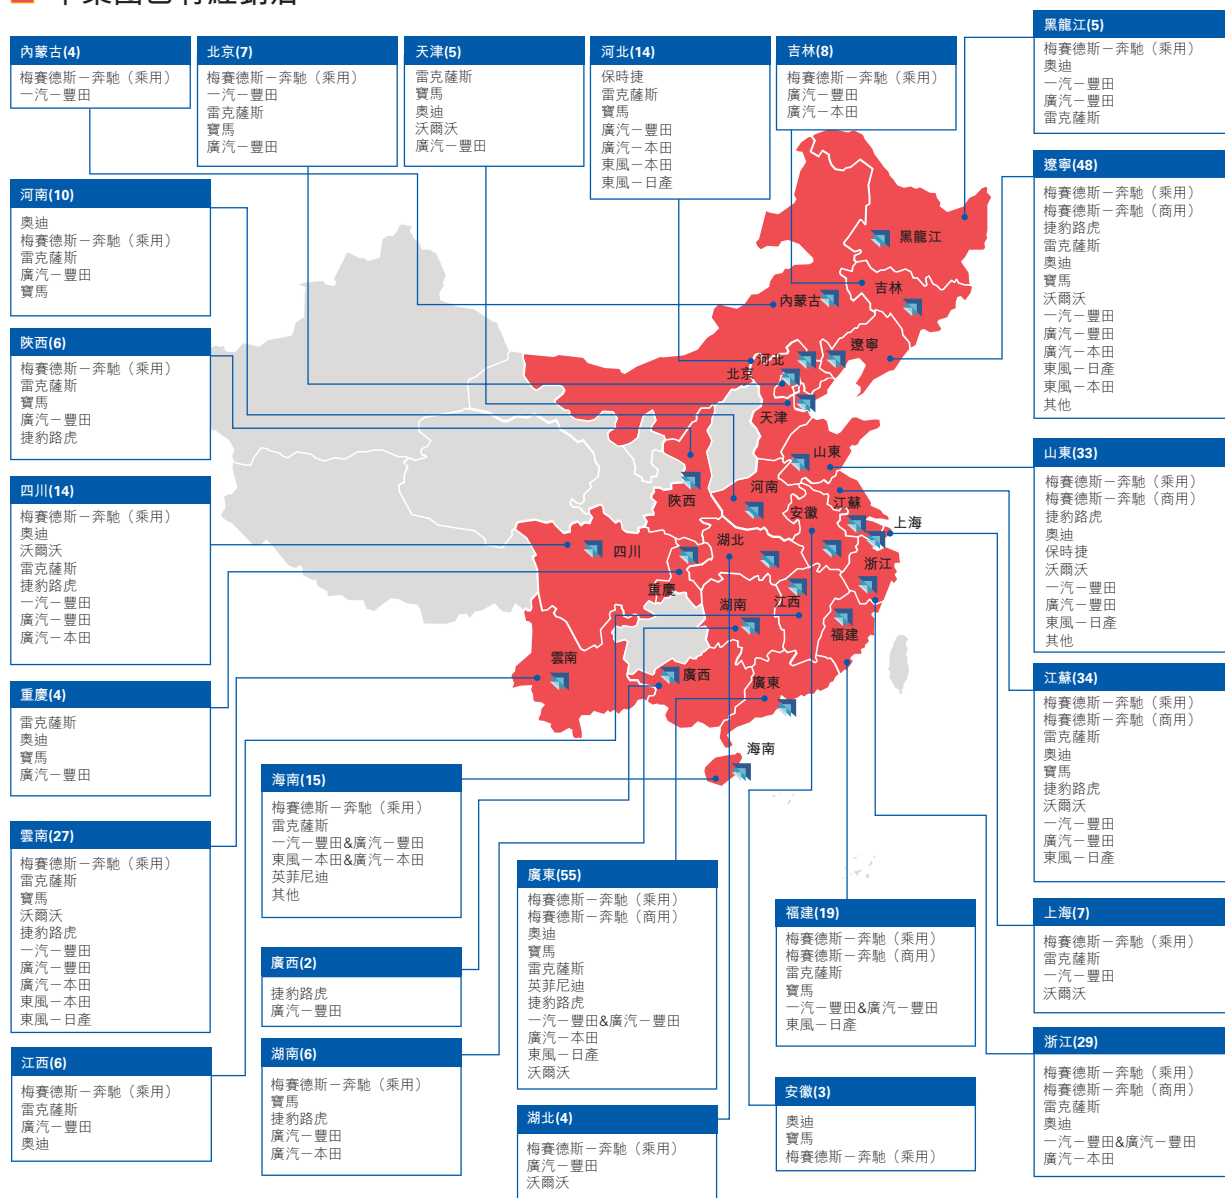 內蒙古(4)
梅賽德斯－奔馳（乘用）
一汽－豐田
北京(7)
梅賽德斯－奔馳（乘用）
一汽－豐田
雷克薩斯
寶馬
廣汽－豐田
天津(5)
雷克薩斯
寶馬
奧迪
沃爾沃
廣汽－豐田
河北(14)
保時捷
雷克薩斯
寶馬
廣汽－豐田
廣汽－本田
東風－本田
東風－日產
吉林(8)
梅賽德斯－奔馳（乘用）
廣汽－豐田
廣汽－本田
黑龍江(5)
梅賽德斯－奔馳（乘用）
奧迪
一汽－豐田
廣汽－豐田
雷克薩斯
遼寧(48)
梅賽德斯－奔馳（乘用）
梅賽德斯－奔馳（商用）
捷豹路虎
雷克薩斯
奧迪
寶馬
沃爾沃
一汽－豐田
廣汽－豐田
廣汽－本田
東風－日產
東風－本田
其他
河南(10)
奧迪
梅賽德斯－奔馳（乘用）
雷克薩斯
廣汽－豐田
寶馬
陝西(6)
梅賽德斯－奔馳（乘用）
雷克薩斯
寶馬
廣汽－豐田
捷豹路虎
四川(14)
梅賽德斯－奔馳（乘用）
奧迪
沃爾沃
雷克薩斯
捷豹路虎
一汽－豐田
廣汽－豐田
廣汽－本田
重慶(4)
雷克薩斯
奧迪
寶馬
廣汽－豐田
雲南(27)
梅賽德斯－奔馳（乘用）
雷克薩斯
寶馬
沃爾沃
捷豹路虎
一汽－豐田
廣汽－豐田
廣汽－本田
東風－本田
東風－日產
江西(6)
梅賽德斯－奔馳（乘用）
雷克薩斯
廣汽－豐田
奧迪
黑龍江
吉林
內蒙古
遼寧
河北
北京
天津
山東
河南
陝西
江蘇
安徽
上海
湖北
四川
浙江
重慶
江西
湖南
福建
雲南
廣西
廣東
海南
山東(33)
梅賽德斯－奔馳（乘用）
梅賽德斯－奔馳（商用）
捷豹路虎
奧迪
保時捷
沃爾沃
一汽－豐田
廣汽－豐田
東風－日產
其他
江蘇(34)
梅賽德斯－奔馳（乘用）
梅賽德斯－奔馳（商用）
雷克薩斯
奧迪
寶馬
捷豹路虎
沃爾沃
一汽－豐田
廣汽－豐田
東風－日產
海南(15)
梅賽德斯－奔馳（乘用）
雷克薩斯
一汽－豐田&廣汽－豐田
東風－本田&廣汽－本田
英菲尼迪
其他
廣西(2)
捷豹路虎
廣汽－豐田
湖南(6)
梅賽德斯－奔馳（乘用）
寶馬
捷豹路虎
廣汽－豐田
廣汽－本田
廣東(55)
梅賽德斯－奔馳（乘用）
梅賽德斯－奔馳（商用）
奧迪
寶馬
雷克薩斯
英菲尼迪
捷豹路虎
一汽－豐田&廣汽－豐田
廣汽－本田
東風－日產
沃爾沃
湖北(4)
梅賽德斯－奔馳（乘用）
廣汽－豐田
沃爾沃
福建(19)
梅賽德斯－奔馳（乘用）
梅賽德斯－奔馳（商用）
雷克薩斯
寶馬
一汽－豐田&廣汽－豐田
東風－日產
安徽(3)
奧迪
寶馬
梅賽德斯－奔馳（乘用）
上海(7)
梅賽德斯－奔馳（乘用）
雷克薩斯
一汽－豐田
沃爾沃
浙江(29)
梅賽德斯－奔馳（乘用）
梅賽德斯－奔馳（商用）
雷克薩斯
奧迪
一汽－豐田&廣汽－豐田
廣汽－本田